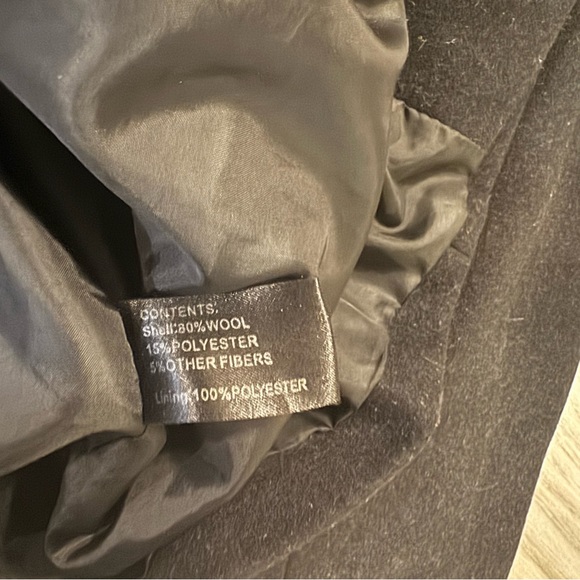 CONTENTS:
Shell:80%WOOL
15%POLYESTER
5%OTHER FIBERS
Lining:100%POLYESTER